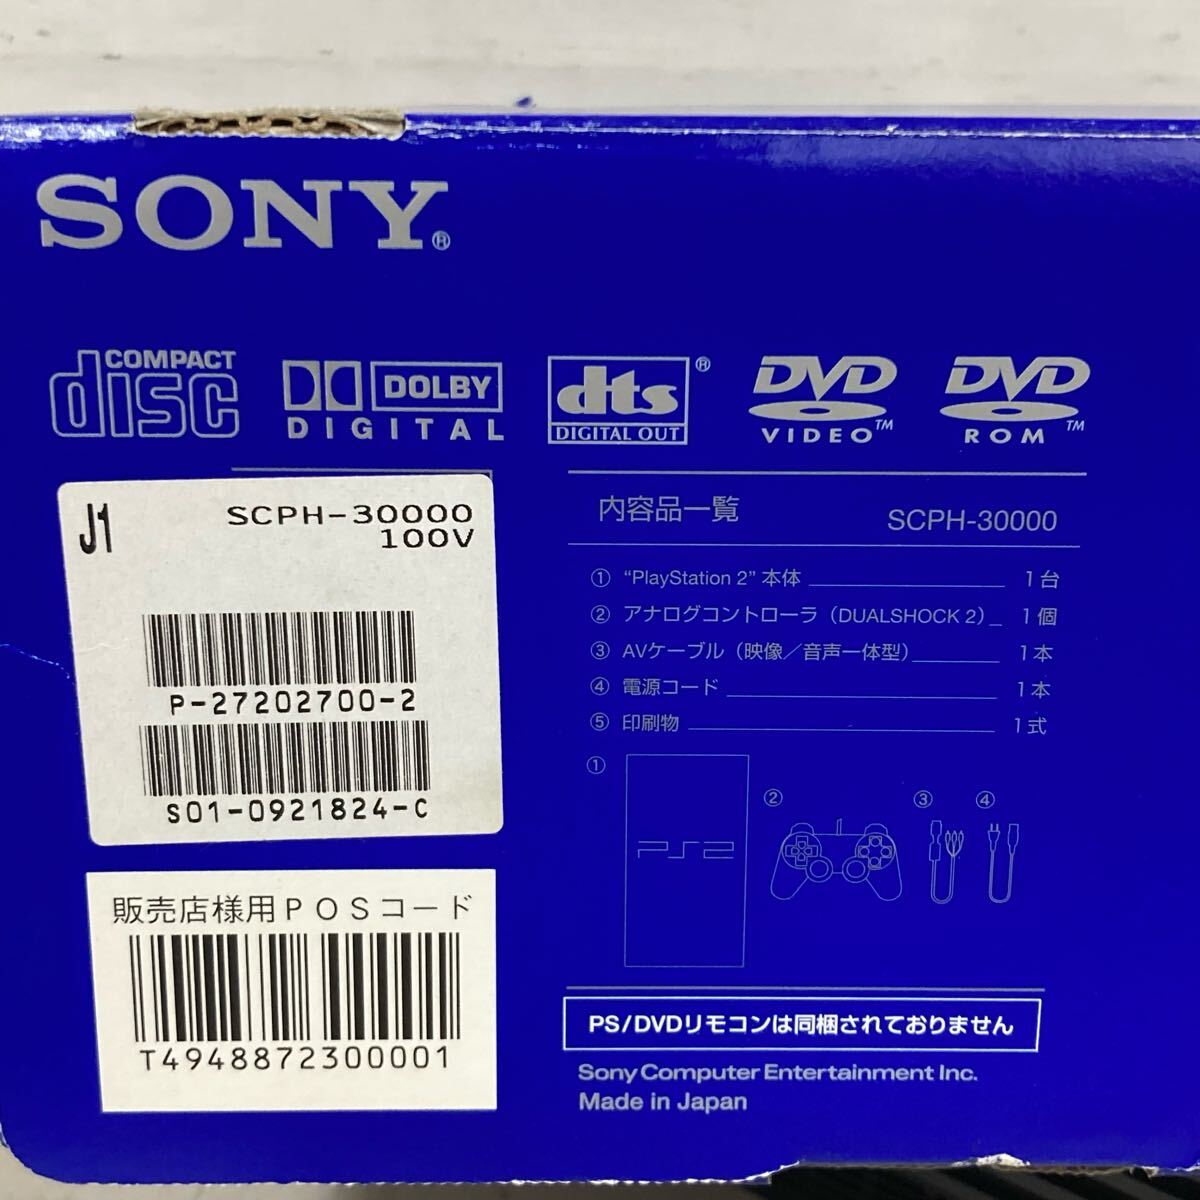 SONY®
COMPACT
disc
DOLBY
DIGITAL
dts®
DIGITAL OUT
DVD
VIDEO™
DVD
ROM™
J1
SCPH-30000
100V
P-27202700-2
S01-0921824-C
販売店様用POSコード
T4948872300001
内容品一覧
SCPH-30000
① “PlayStation 2” 本体 1台
② アナログコントローラ（DUALSHOCK 2） 1個
③ AVケーブル（映像／音声一体型） 1本
④ 電源コード 1本
⑤ 印刷物 1式
①
②
③
④
PS2
PS/DVDリモコンは同梱されておりません
Sony Computer Entertainment Inc.
Made in Japan